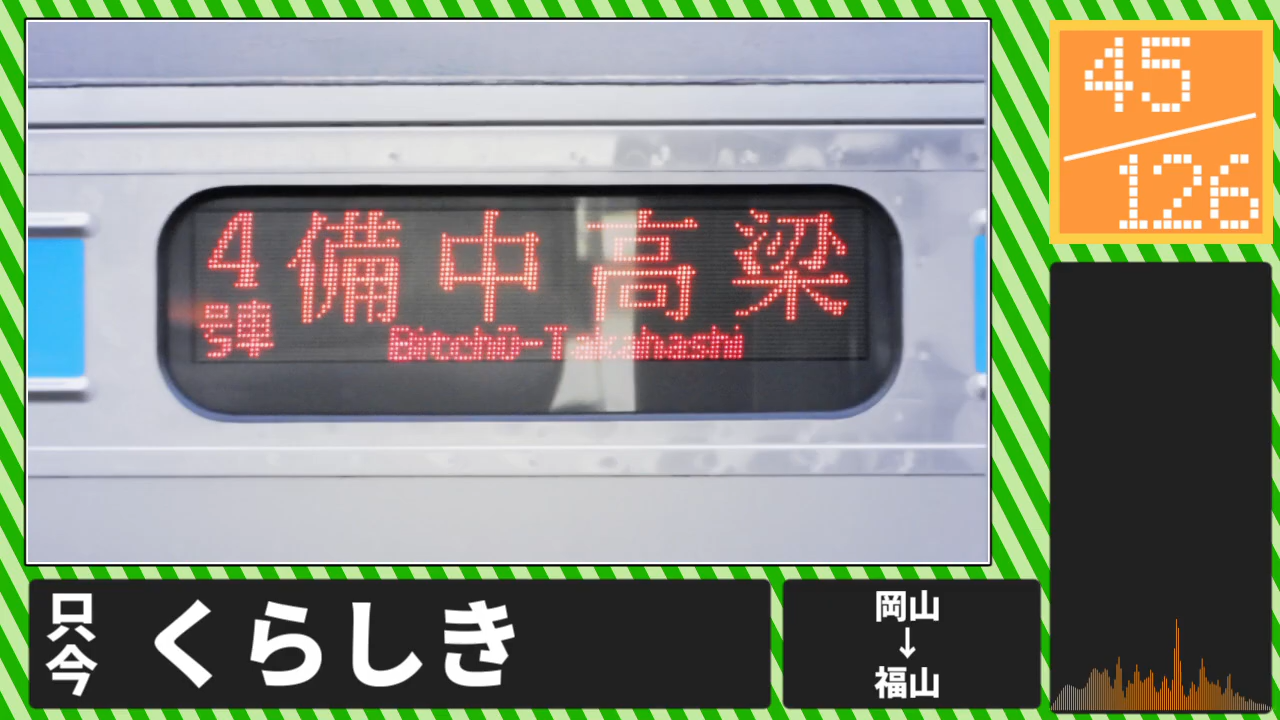 4号車
備中高梁
Bitchū-Takahashi
45/126
只今
くらしき
岡山
↓
福山